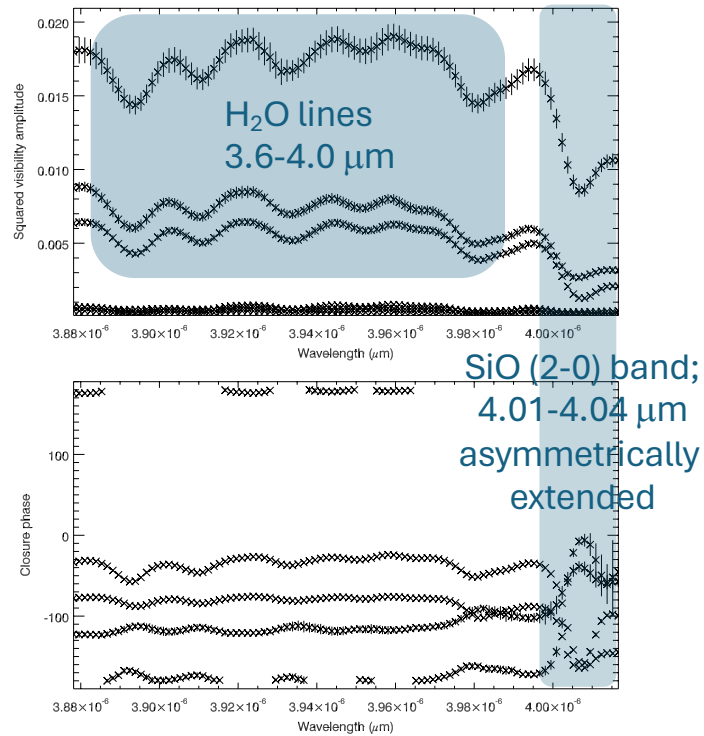 0.020
0.015
0.010
0.005
Squared visibility amplitude
H₂O lines
3.6-4.0 μm
3.88×10⁻⁶ 3.90×10⁻⁶ 3.92×10⁻⁶ 3.94×10⁻⁶ 3.96×10⁻⁶ 3.98×10⁻⁶ 4.00×10⁻⁶
Wavelength (μm)
SiO (2-0) band;
4.01-4.04 μm
asymmetrically
extended
100
0
-100
Closure phase
3.88×10⁻⁶ 3.90×10⁻⁶ 3.92×10⁻⁶ 3.94×10⁻⁶ 3.96×10⁻⁶ 3.98×10⁻⁶ 4.00×10⁻⁶
Wavelength (μm)